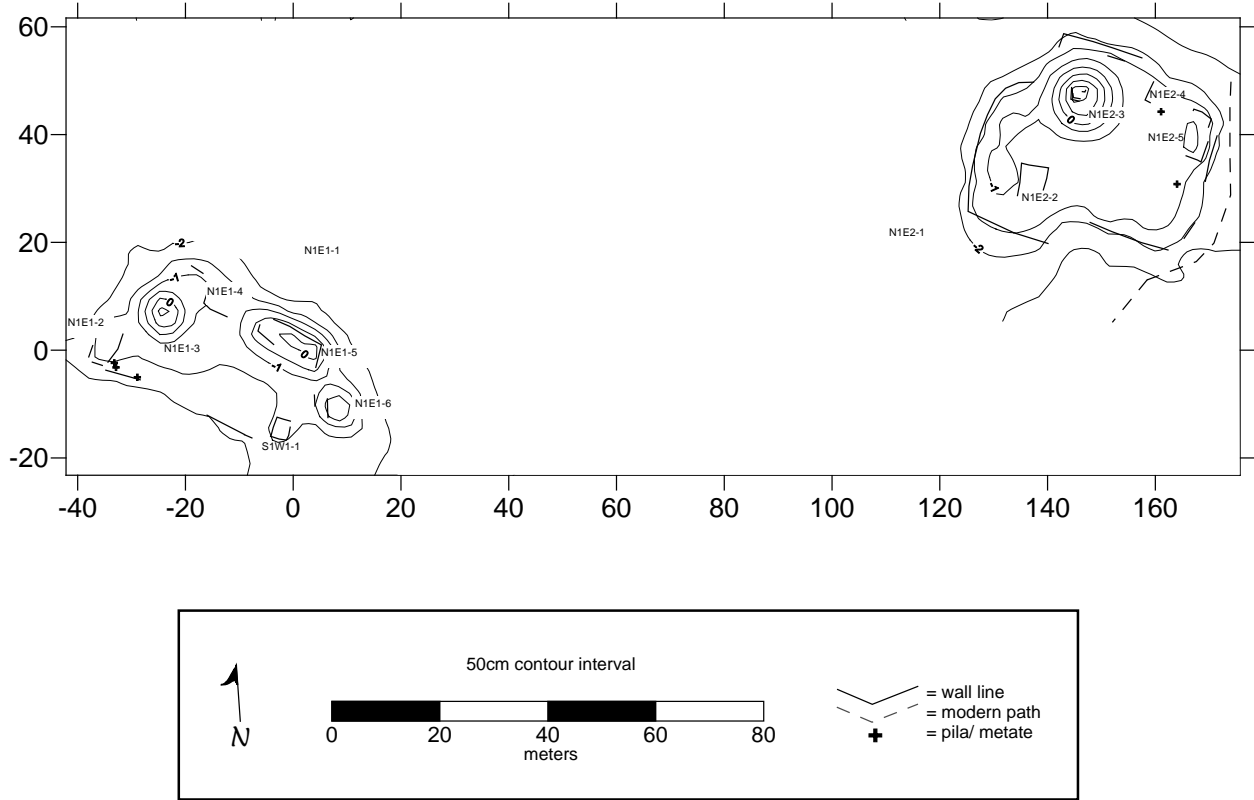 60
40
20
0
-20
-40 -20 0 20 40 60 80 100 120 140 160
N1E2-4
0
N1E2-3
N1E2-5
-1
N1E2-2
N1E2-1
-2
-2
N1E1-1
-1
N1E1-4
0
N1E1-2
N1E1-3
0
N1E1-5
-1
N1E1-6
S1W1-1
50cm contour interval
N
0 20 40 60 80
meters
= wall line
= modern path
= pila/ metate